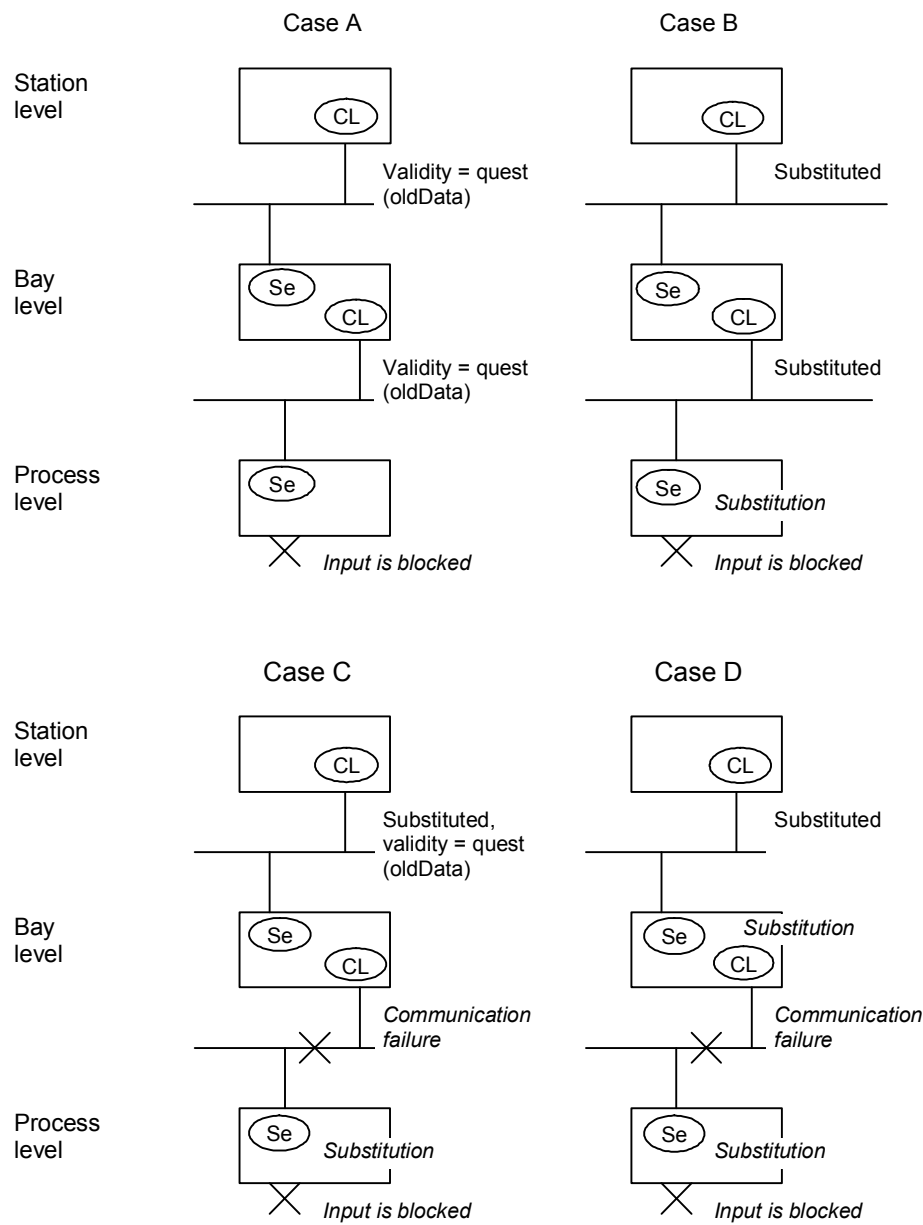 Case A
Case B
Station
level
CL
CL
Validity = quest
(oldData)
Substituted
Bay
level
Se
CL
Se
CL
Validity = quest
(oldData)
Substituted
Process
level
Se
Se
Substitution
Input is blocked
Input is blocked
Case C
Case D
Station
level
CL
CL
Substituted,
validity = quest
(oldData)
Substituted
Bay
level
Se
CL
Se
Substitution
CL
Communication
failure
Communication
failure
Process
level
Se
Substitution
Se
Substitution
Input is blocked
Input is blocked